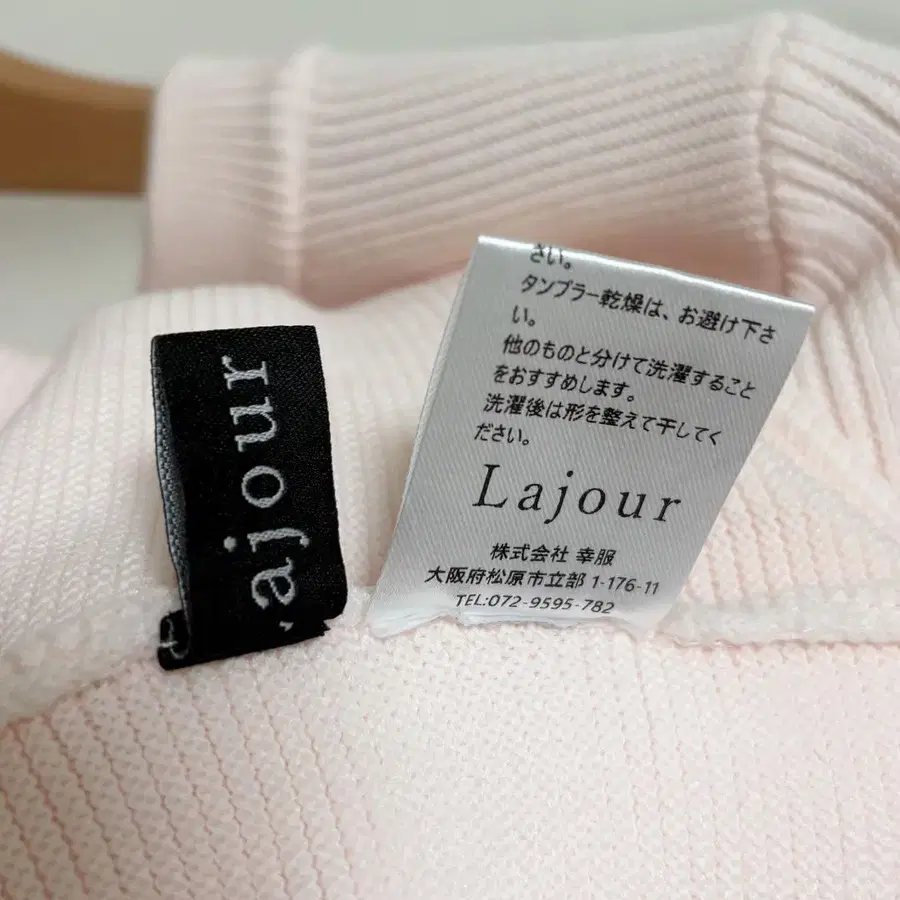 さい。
タンブラー乾燥は、お避け下さ
い。
他のものと分けて洗濯すること
をおすすめします。
洗濯後は形を整えて干してく
ださい。
Lajour
株式会社 幸服
大阪府松原市立部 1-176-11
TEL:072-9595-782
ajour